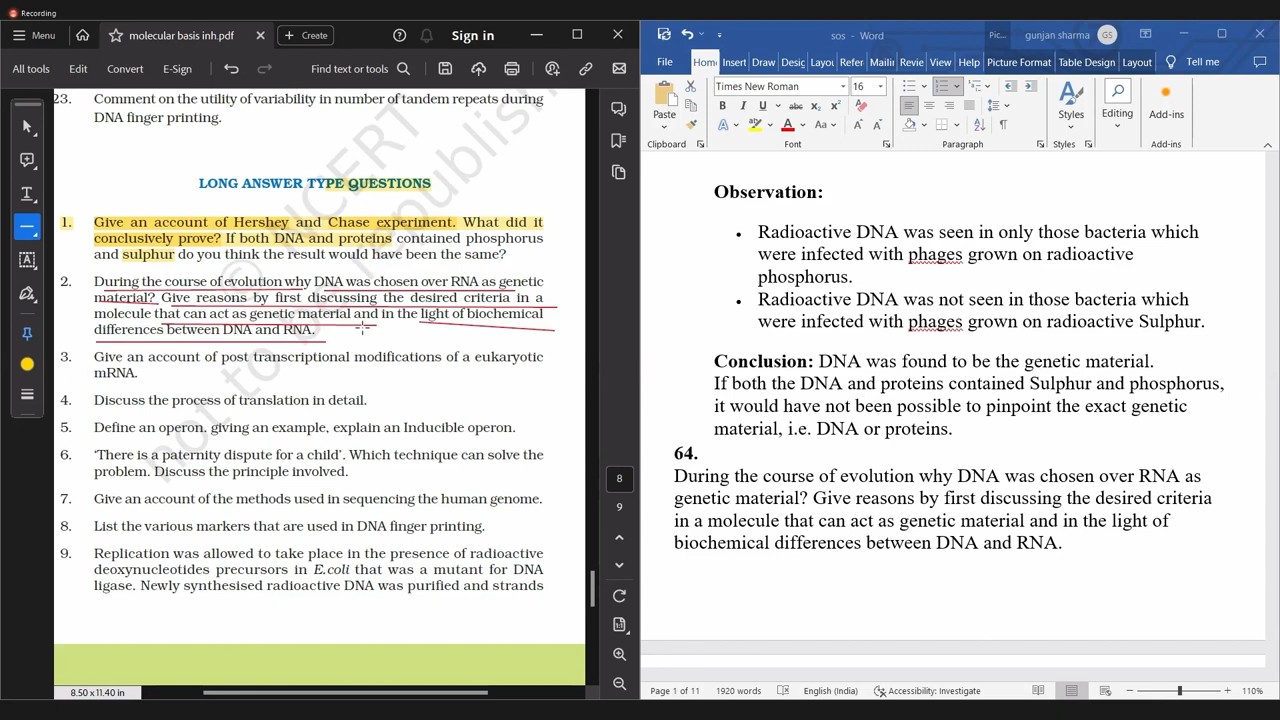 Recording
Menu
molecular basis inh.pdf
Create
Sign in
All tools
Edit
Convert
E-Sign
Find text or tools
23. Comment on the utility of variability in number of tandem repeats during
DNA finger printing.
LONG ANSWER TYPE QUESTIONS
1. Give an account of Hershey and Chase experiment. What did it
conclusively prove? If both DNA and proteins contained phosphorus
and sulphur do you think the result would have been the same?
2. During the course of evolution why DNA was chosen over RNA as genetic
material? Give reasons by first discussing the desired criteria in a
molecule that can act as genetic material and in the light of biochemical
differences between DNA and RNA.
3. Give an account of post transcriptional modifications of a eukaryotic
mRNA.
4. Discuss the process of translation in detail.
5. Define an operon. giving an example, explain an Inducible operon.
6. ‘There is a paternity dispute for a child’. Which technique can solve the
problem. Discuss the principle involved.
7. Give an account of the methods used in sequencing the human genome.
8. List the various markers that are used in DNA finger printing.
9. Replication was allowed to take place in the presence of radioactive
deoxynucleotides precursors in E.coli that was a mutant for DNA
ligase. Newly synthesised radioactive DNA was purified and strands
© NCERT
not to be republish
8
9
8.50 x 11.40 in
sos - Word
Pic...
gunjan sharma
GS
File
Home
Insert
Draw
Desig
Layou
Refer
Mailin
Review
View
Help
Picture Format
Table Design
Layout
Tell me
Paste
Times New Roman
16
Styles
Editing
Add-ins
Clipboard
Font
Paragraph
Styles
Add-ins
Observation:
• Radioactive DNA was seen in only those bacteria which
were infected with phages grown on radioactive
phosphorus.
• Radioactive DNA was not seen in those bacteria which
were infected with phages grown on radioactive Sulphur.
Conclusion: DNA was found to be the genetic material.
If both the DNA and proteins contained Sulphur and phosphorus,
it would have not been possible to pinpoint the exact genetic
material, i.e. DNA or proteins.
64.
During the course of evolution why DNA was chosen over RNA as
genetic material? Give reasons by first discussing the desired criteria
in a molecule that can act as genetic material and in the light of
biochemical differences between DNA and RNA.
Page 1 of 11
1920 words
English (India)
Accessibility: Investigate
110%